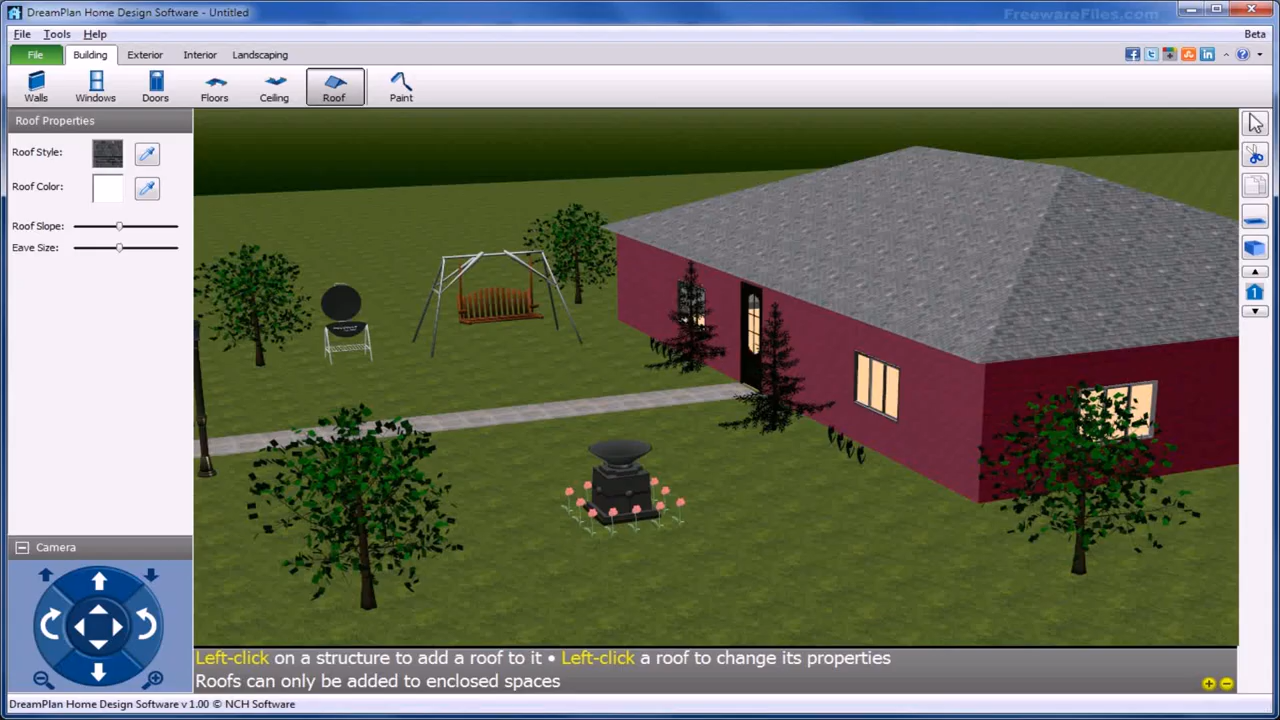 DreamPlan Home Design Software - Untitled
FreewareFiles.com
File Tools Help
Beta
File Building Exterior Interior Landscaping
Walls Windows Doors Floors Ceiling Roof Paint
Roof Properties
Roof Style:
Roof Color:
Roof Slope:
Eave Size:
1
Camera
Left-click on a structure to add a roof to it • Left-click a roof to change its properties
Roofs can only be added to enclosed spaces
DreamPlan Home Design Software v 1.00 © NCH Software